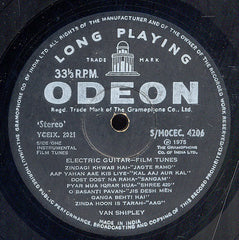 LONG PLAYING
TRADE MARK
33⅓ R.P.M.
ODEON
Regd. Trade Mark of The Gramophone Co., Ltd.
'Stereo'
YCEIX. 2021
SIDE ONE
INSTRUMENTAL
FILM TUNES
S/MOCEC. 4206
℗ 1975
The Gramophone
Co. of India Ltd.
ELECTRIC GUITAR—FILM TUNES
ZINDAGI KHWAB HAI-"JAGTE RAHO"
AAP YAHAN AAE KIS LIYE-"KAL AAJ AUR KAL"
DOST DOST NA RAHA-"SANGAM"
PYAR HUA IQRAR HUA-"SHREE 420"
O BASANTI PAVAN-"JIS DESH MEN
GANGA BEHTI HAI"
ZINDA HOON IS TARAH-"AAG"
VAN SHIPLEY
MADE IN INDIA